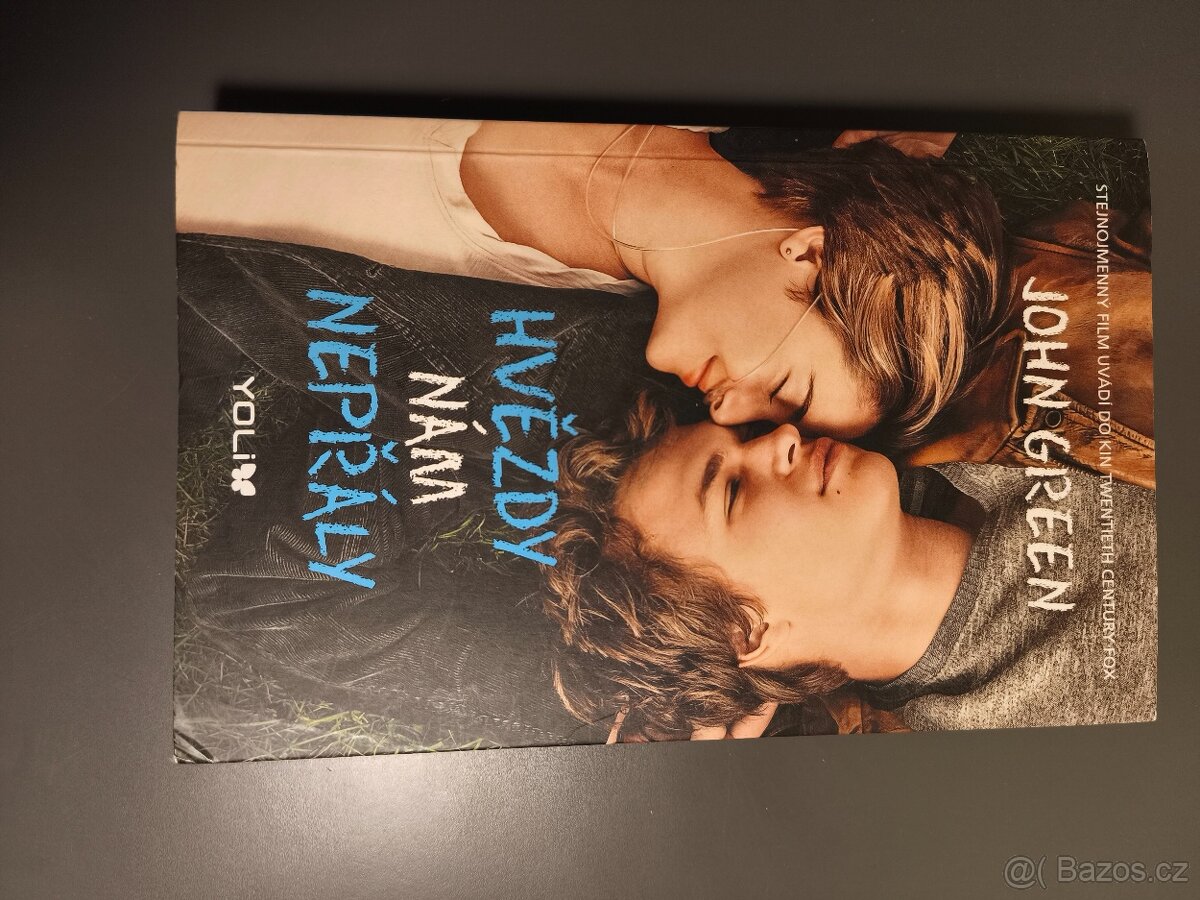 STEJNOJMENNÝ FILM UVÁDÍ DO KIN TWENTIETH CENTURY FOX
JOHN GREEN
HVĚZDY
NÁM
NEPŘÁLY
YOLi
@( Bazos.cz